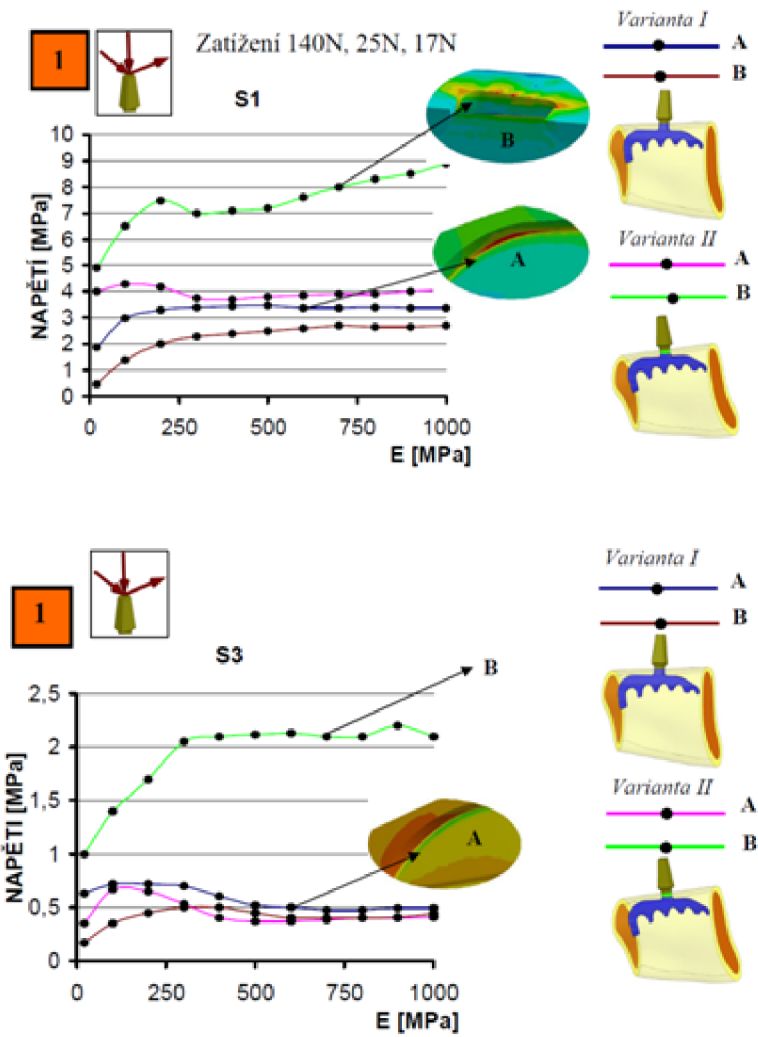 1
Zatížení 140N, 25N, 17N
Varianta I
A
B
S1
NAPĚTÍ [MPa]
10
9
8
7
6
5
4
3
2
1
0
B
A
Varianta II
A
B
0 250 500 750 1000
E [MPa]
1
Varianta I
A
B
S3
B
NAPĚTI [MPa]
2,5
2
1,5
1
0,5
0
A
Varianta II
A
B
0 250 500 750 1000
E [MPa]